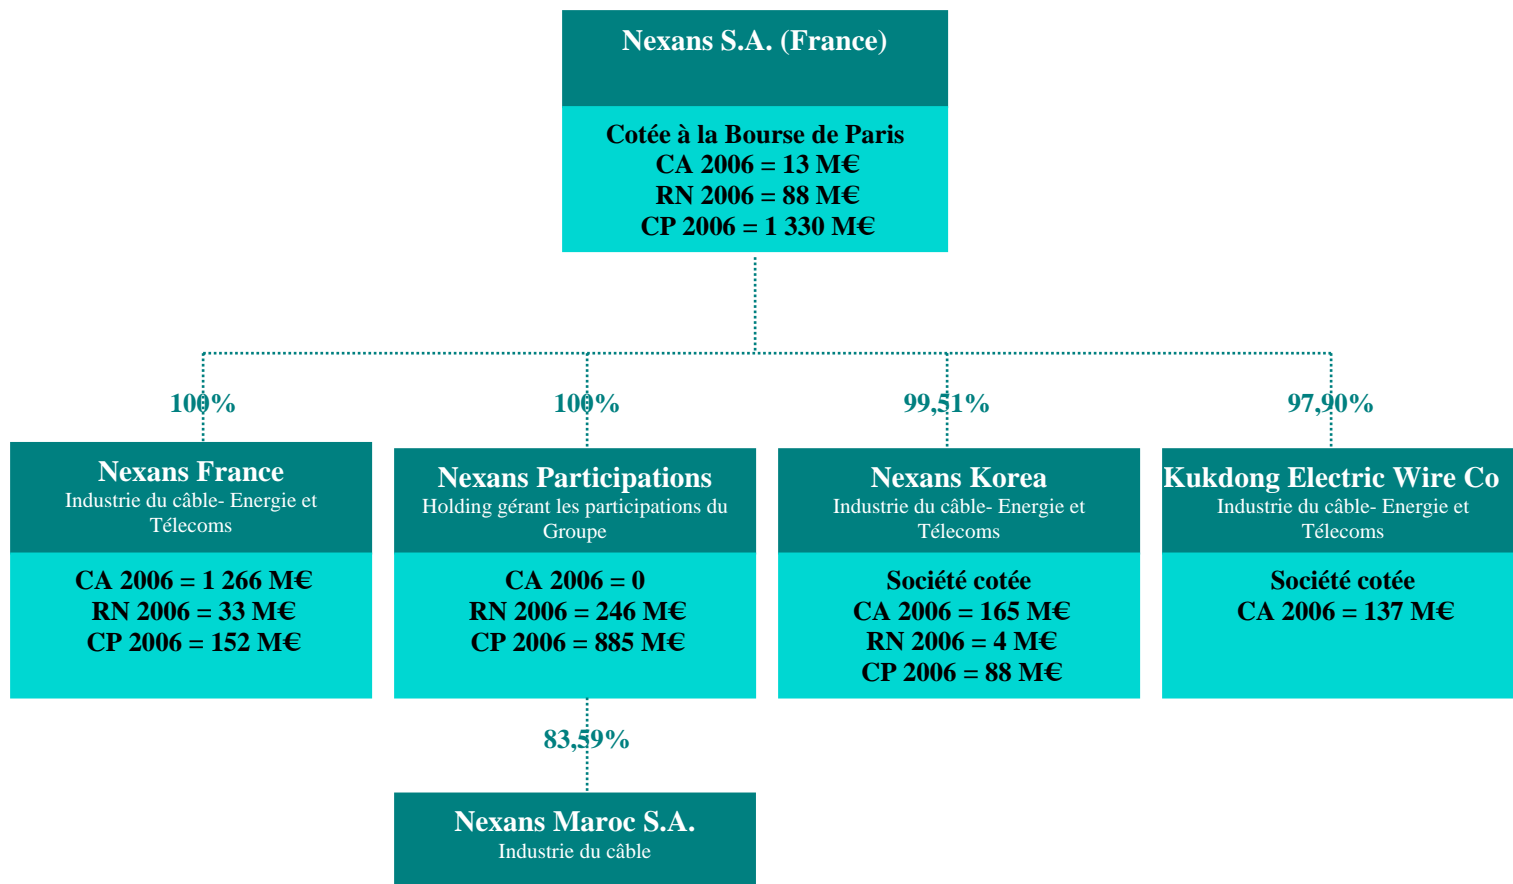 Nexans S.A. (France)
Cotée à la Bourse de Paris
CA 2006 = 13 M€
RN 2006 = 88 M€
CP 2006 = 1 330 M€
100%
100%
99,51%
97,90%
Nexans France
Industrie du câble- Energie et
Télecoms
CA 2006 = 1 266 M€
RN 2006 = 33 M€
CP 2006 = 152 M€
Nexans Participations
Holding gérant les participations du
Groupe
CA 2006 = 0
RN 2006 = 246 M€
CP 2006 = 885 M€
Nexans Korea
Industrie du câble- Energie et
Télecoms
Société cotée
CA 2006 = 165 M€
RN 2006 = 4 M€
CP 2006 = 88 M€
Kukdong Electric Wire Co
Industrie du câble- Energie et
Télecoms
Société cotée
CA 2006 = 137 M€
83,59%
Nexans Maroc S.A.
Industrie du câble